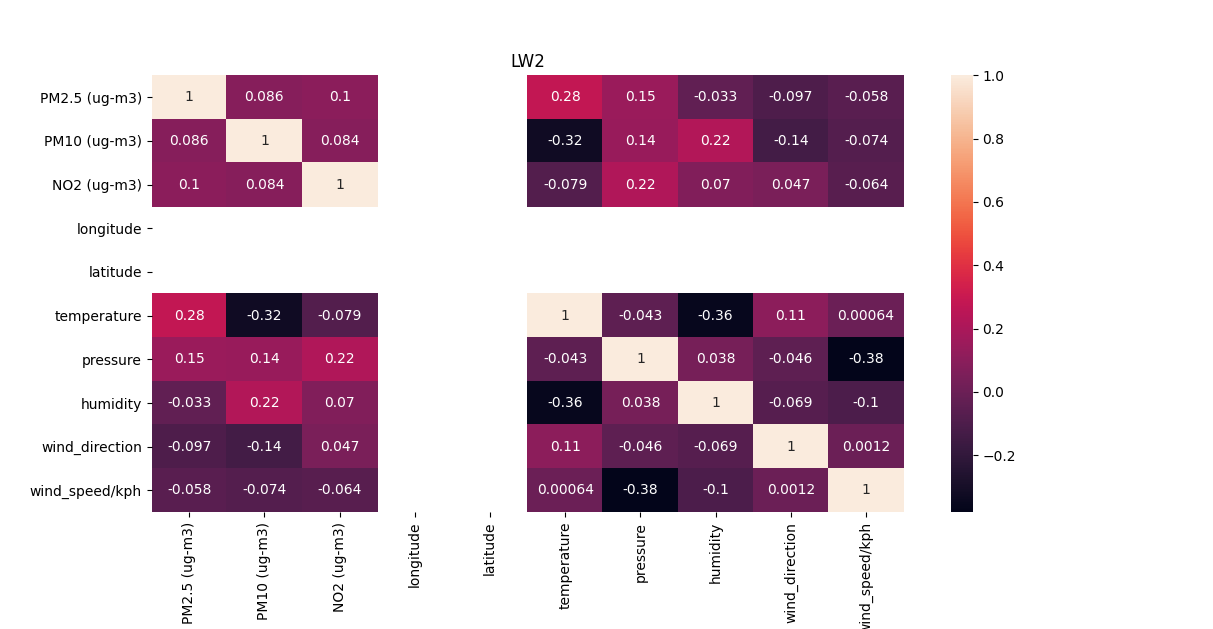 LW2
PM2.5 (ug-m3) 1 0.086 0.1 0.28 0.15 -0.033 -0.097 -0.058
PM10 (ug-m3) 0.086 1 0.084 -0.32 0.14 0.22 -0.14 -0.074
NO2 (ug-m3) 0.1 0.084 1 -0.079 0.22 0.07 0.047 -0.064
longitude
latitude
temperature 0.28 -0.32 -0.079 1 -0.043 -0.36 0.11 0.00064
pressure 0.15 0.14 0.22 -0.043 1 0.038 -0.046 -0.38
humidity -0.033 0.22 0.07 -0.36 0.038 1 -0.069 -0.1
wind_direction -0.097 -0.14 0.047 0.11 -0.046 -0.069 1 0.0012
wind_speed/kph -0.058 -0.074 -0.064 0.00064 -0.38 -0.1 0.0012 1
PM2.5 (ug-m3)
PM10 (ug-m3)
NO2 (ug-m3)
longitude
latitude
temperature
pressure
humidity
wind_direction
wind_speed/kph
1.0
0.8
0.6
0.4
0.2
0.0
−0.2